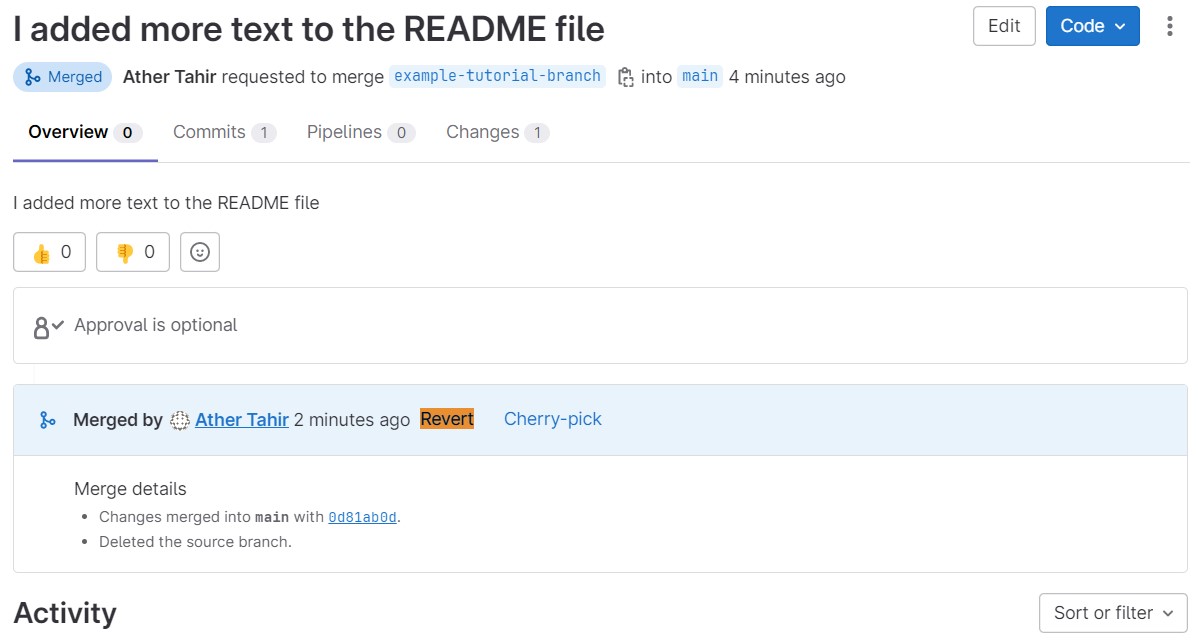 I added more text to the README file
Edit
Code
Merged Ather Tahir requested to merge example-tutorial-branch into main 4 minutes ago
Overview 0 Commits 1 Pipelines 0 Changes 1
I added more text to the README file
0 0
Approval is optional
Merged by Ather Tahir 2 minutes ago Revert Cherry-pick
Merge details
• Changes merged into main with 0d81ab0d.
• Deleted the source branch.
Activity
Sort or filter